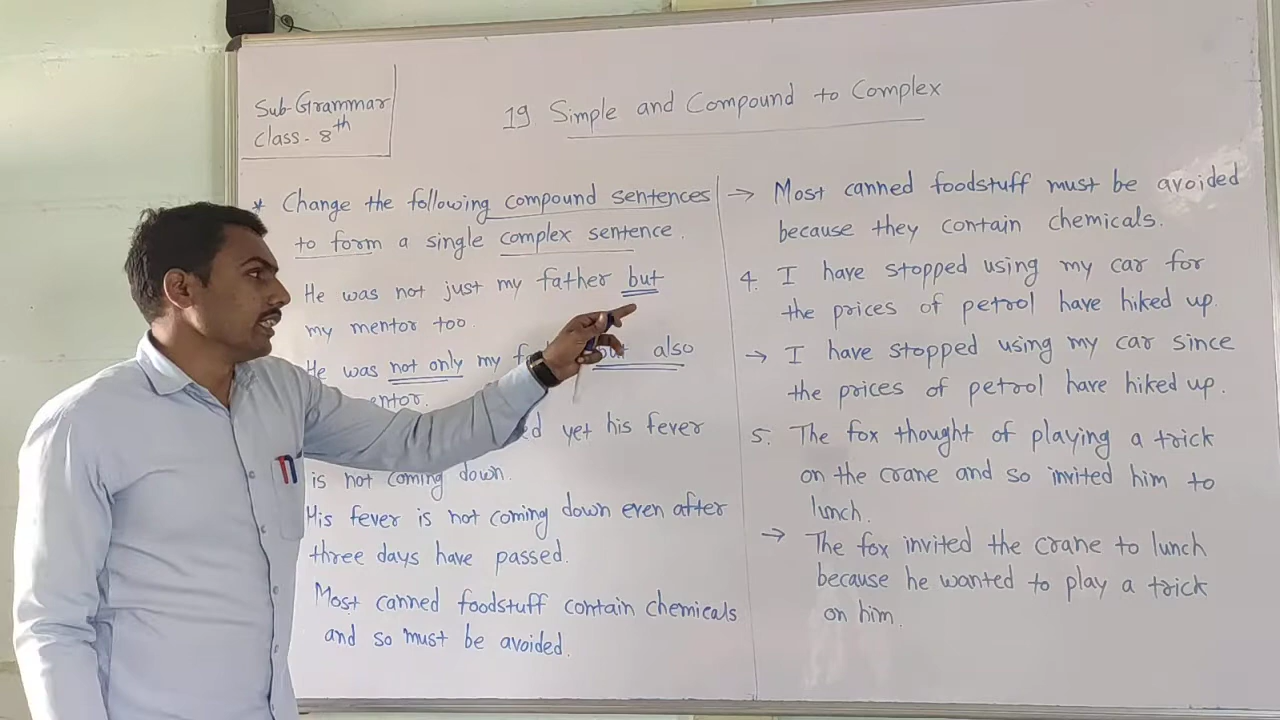 Sub-Grammar
Class- 8th
19 Simple and Compound to Complex
* Change the following compound sentences
to form a single complex sentence.
He was not just my father but
my mentor too.
He was not only my also
yet his fever
is not coming down.
His fever is not coming down even after
three days have passed.
Most canned foodstuff contain chemicals
and so must be avoided.
→ Most canned foodstuff must be avoided
because they contain chemicals.
4. I have stopped using my car for
the prices of petrol have hiked up.
→ I have stopped using my car since
the prices of petrol have hiked up.
5. The fox thought of playing a trick
on the crane and so invited him to
lunch.
→ The fox invited the crane to lunch
because he wanted to play a trick
on him.